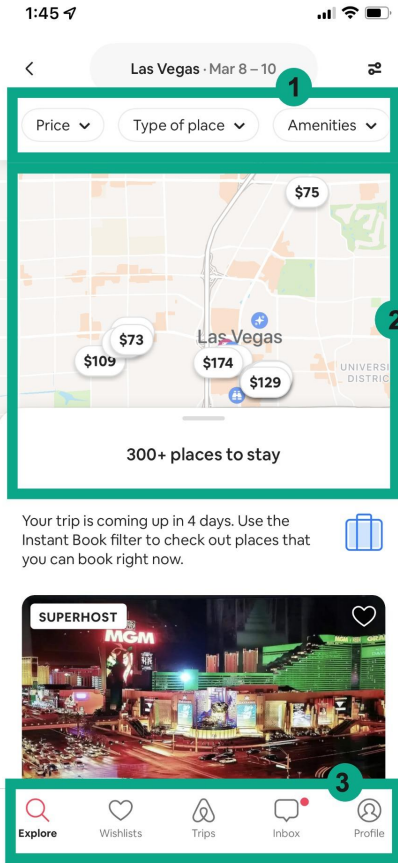 1:45
Las Vegas · Mar 8 – 10
1
Price
Type of place
Amenities
$75
2
$73
Las Vegas
$109
$174
$129
UNIVERSI
DISTRIC
300+ places to stay
Your trip is coming up in 4 days. Use the
Instant Book filter to check out places that
you can book right now.
SUPERHOST
MGM
3
Explore
Wishlists
Trips
Inbox
Profile